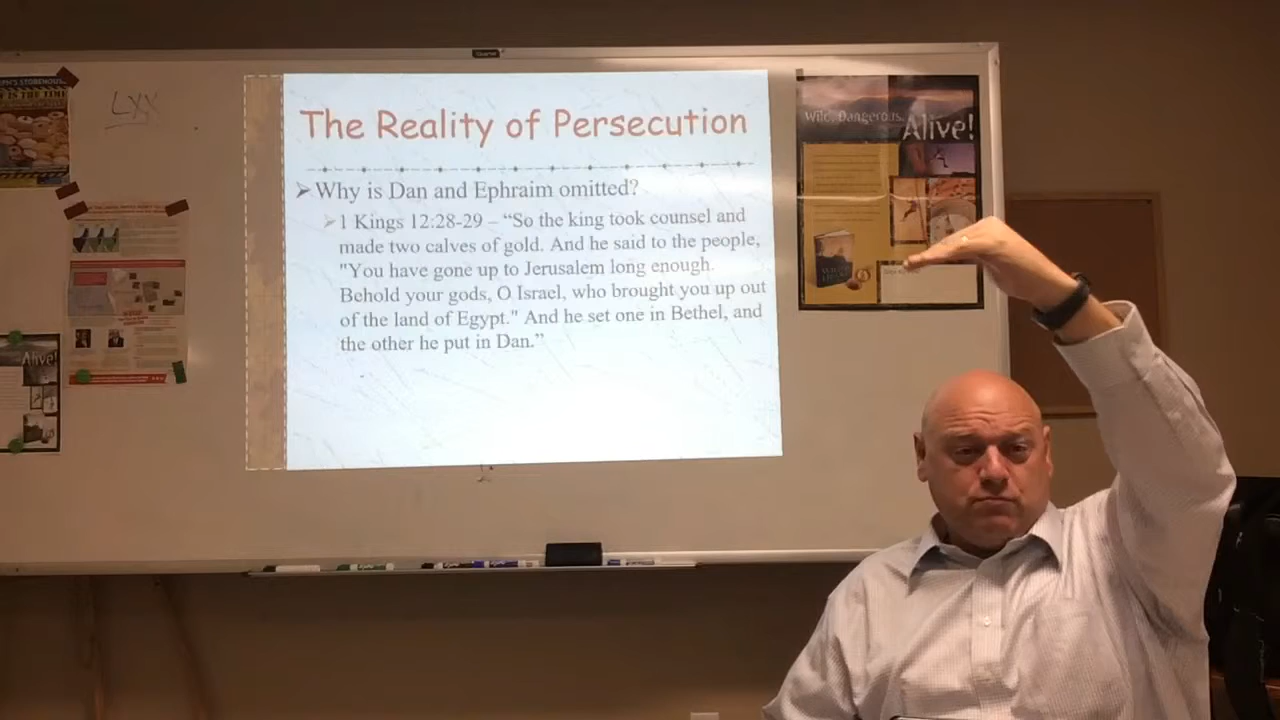 LXX
The Reality of Persecution
➢Why is Dan and Ephraim omitted?
➢1 Kings 12:28-29 – “So the king took counsel and
made two calves of gold. And he said to the people,
"You have gone up to Jerusalem long enough.
Behold your gods, O Israel, who brought you up out
of the land of Egypt." And he set one in Bethel, and
the other he put in Dan.”
Wild. Dangerous.
Alive!
Alive!